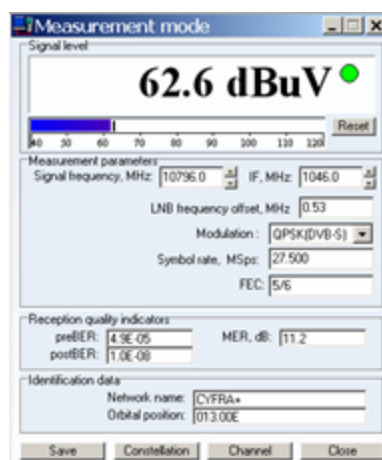 Measurement mode
Signal level
62.6 dBuV
Reset
40 50 60 70 80 90 100 110 120
Measurement parameters
Signal frequency, MHz: 10796.0 IF, MHz: 1046.0
LNB frequency offset, MHz 0.53
Modulation : QPSK(DVB-S)
Symbol rate, MSps: 27.500
FEC: 5/6
Reception quality indicators
preBER: 4.9E-05 MER, dB: 11.2
postBER: 1.0E-08
Identification data
Network name: CYFRA+
Orbital position: 013.00E
Save Constellation Channel Close